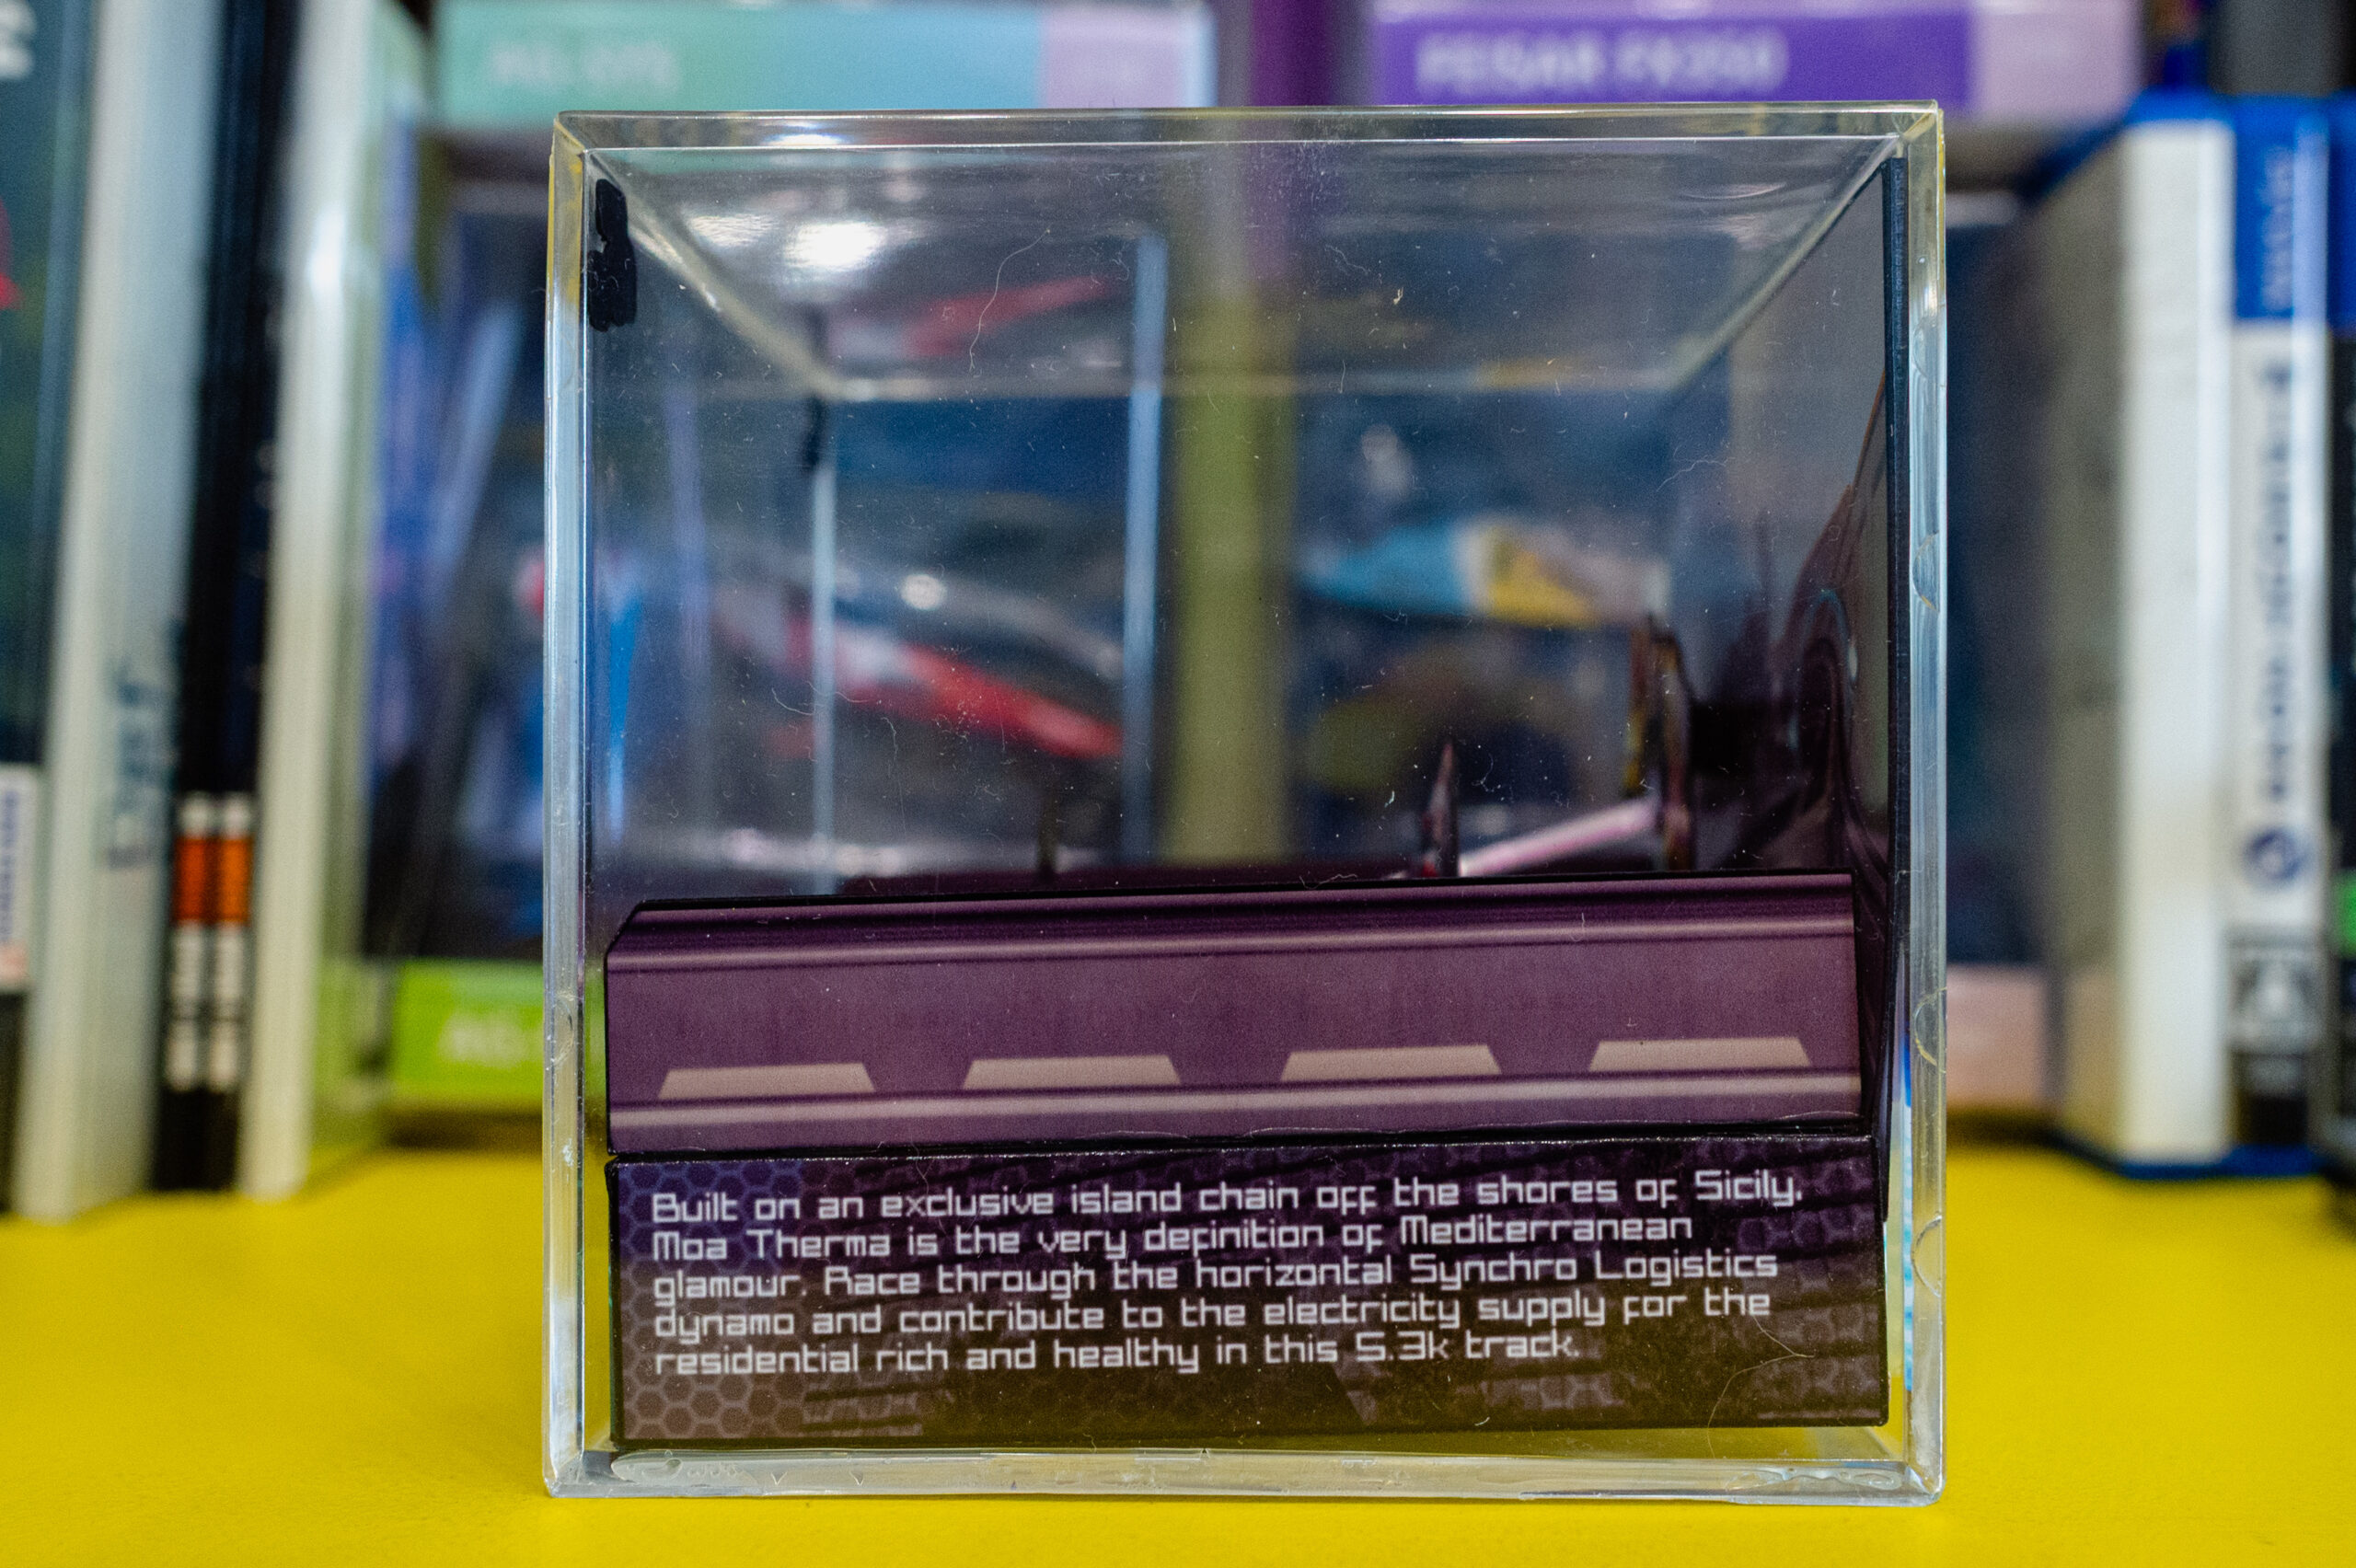 FEISAR FX350
Built on an exclusive island chain off the shores of Sicily,
Moa Therma is the very definition of Mediterranean
glamour. Race through the horizontal Synchro Logistics
dynamo and contribute to the electricity supply for the
residential rich and healthy in this 5.3k track.